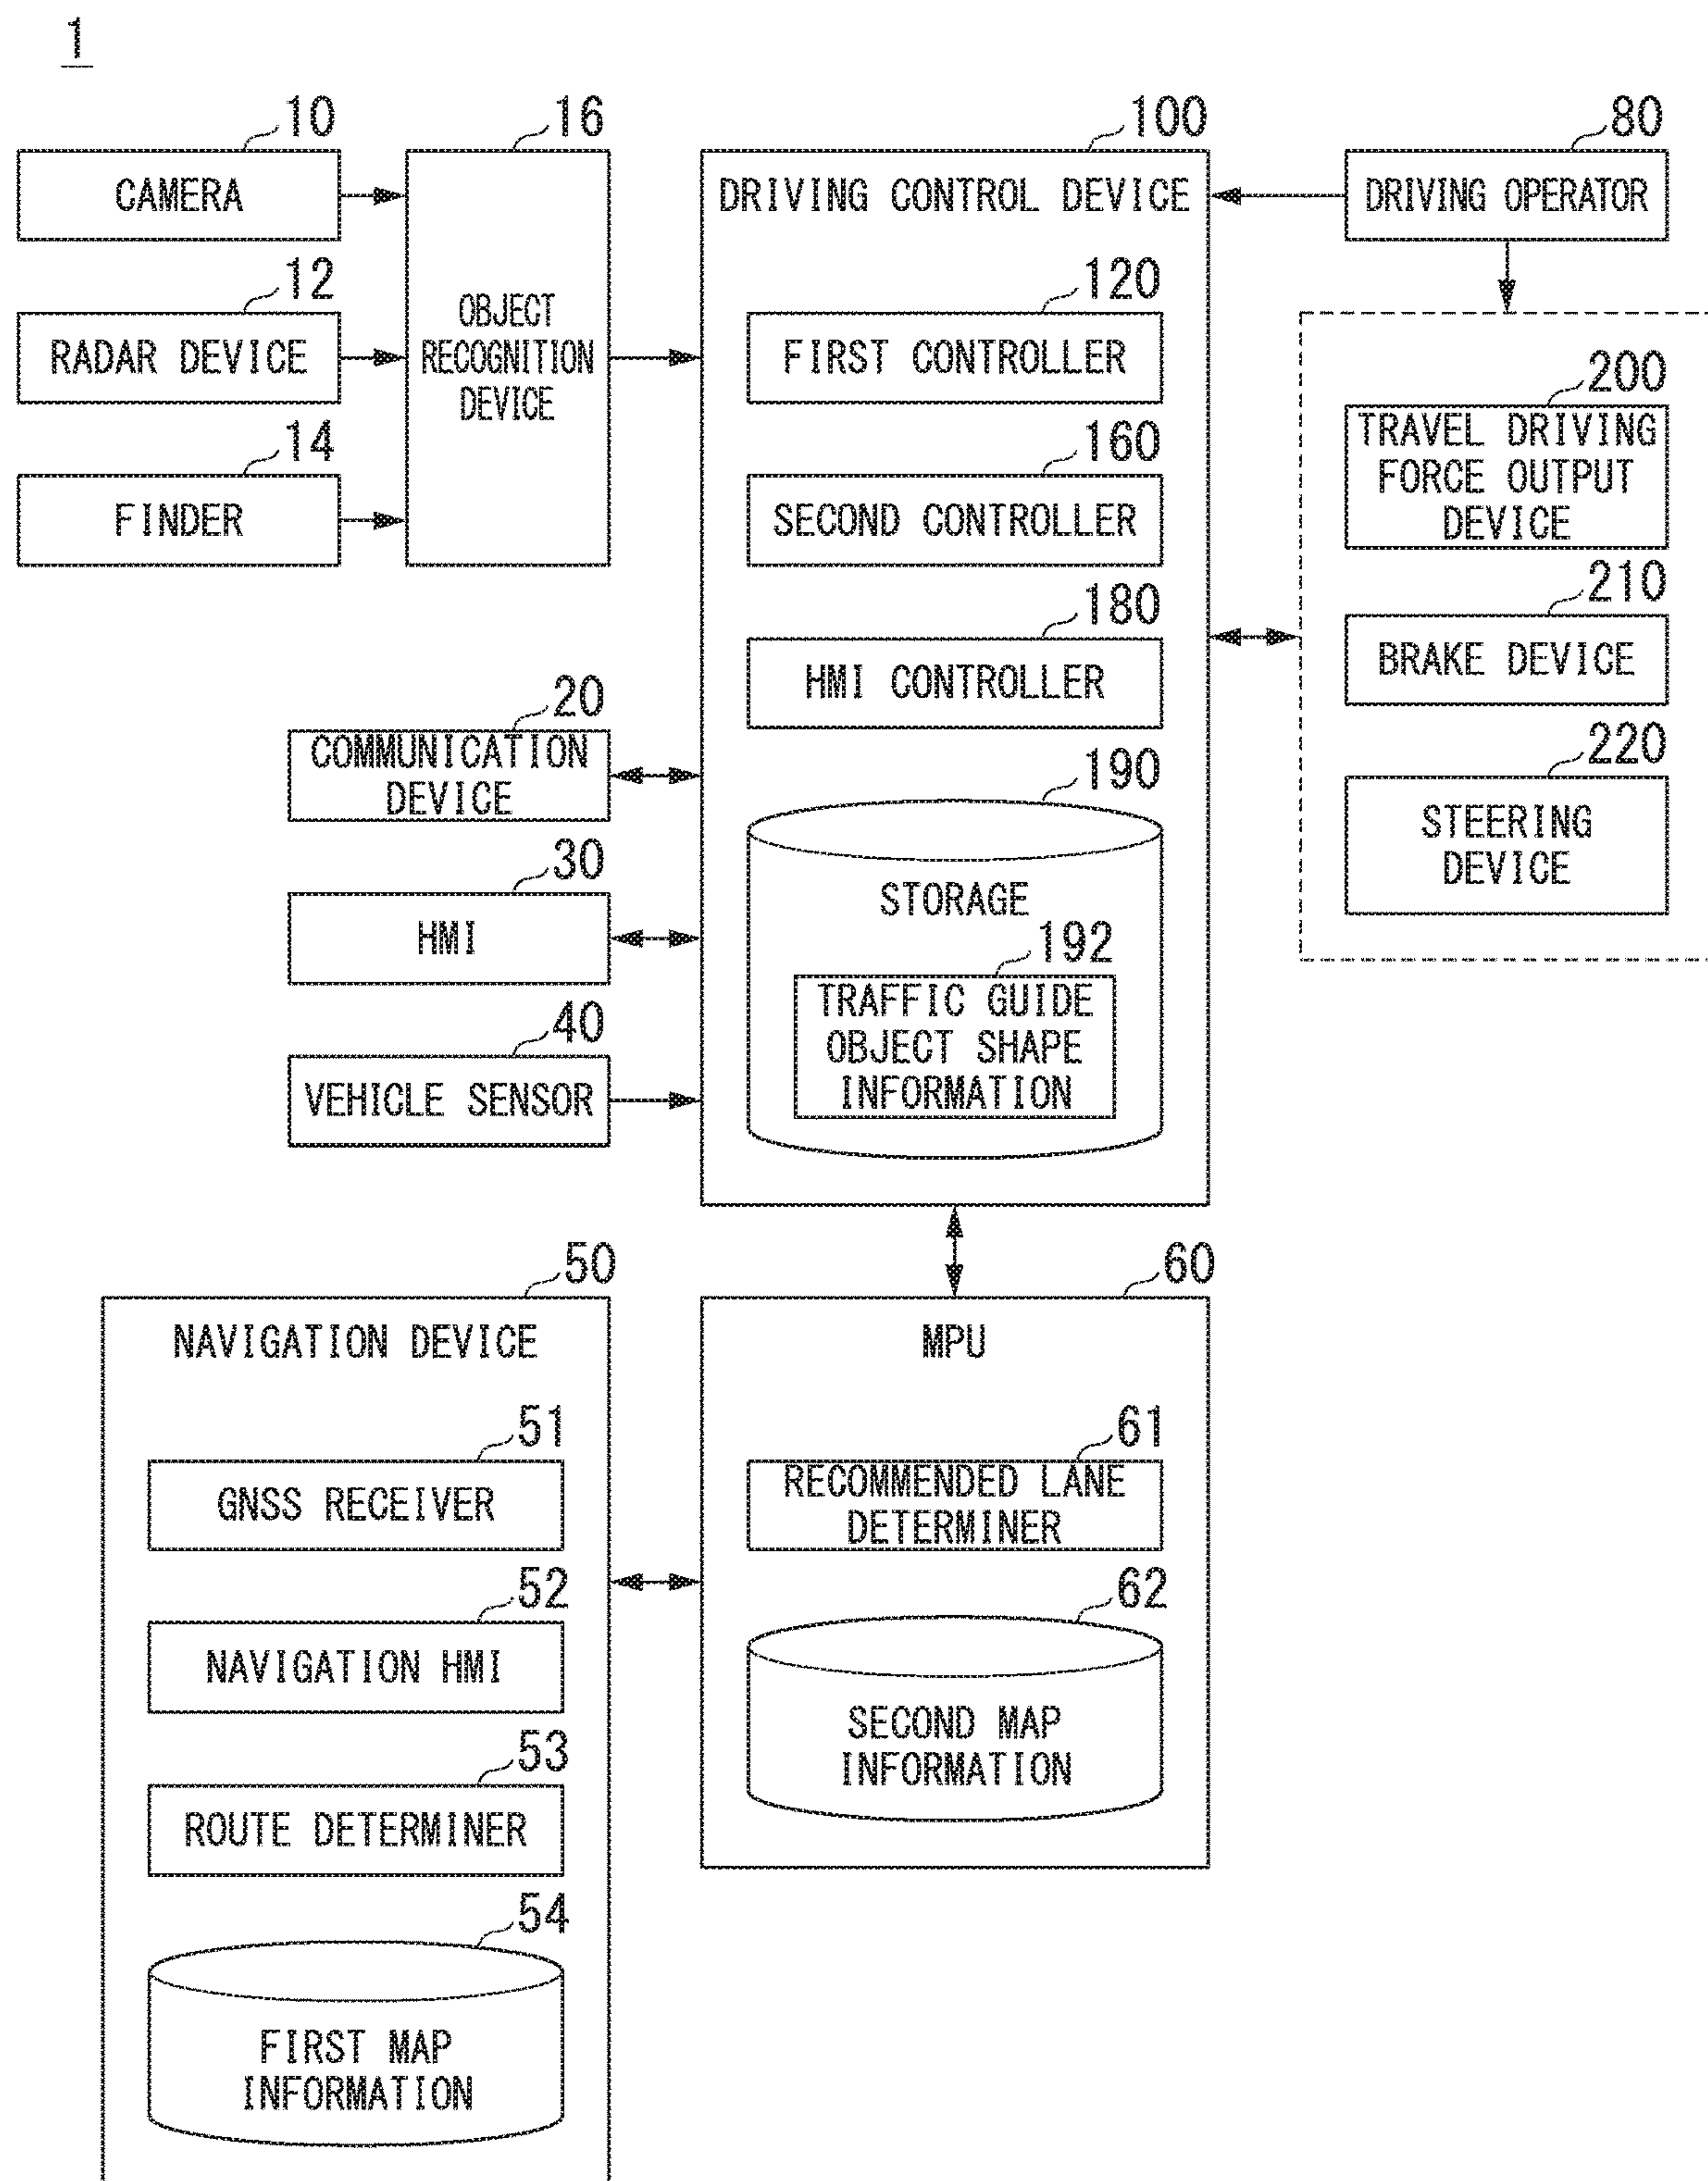 1
10
CAMERA
12
RADAR DEVICE
14
FINDER
16
OBJECT
RECOGNITION
DEVICE
20
COMMUNICATION
DEVICE
30
HMI
40
VEHICLE SENSOR
100
DRIVING CONTROL DEVICE
120
FIRST CONTROLLER
160
SECOND CONTROLLER
180
HMI CONTROLLER
190
STORAGE
192
TRAFFIC GUIDE
OBJECT SHAPE
INFORMATION
80
DRIVING OPERATOR
200
TRAVEL DRIVING
FORCE OUTPUT
DEVICE
210
BRAKE DEVICE
220
STEERING
DEVICE
50
NAVIGATION DEVICE
51
GNSS RECEIVER
52
NAVIGATION HMI
53
ROUTE DETERMINER
54
FIRST MAP
INFORMATION
60
MPU
61
RECOMMENDED LANE
DETERMINER
62
SECOND MAP
INFORMATION